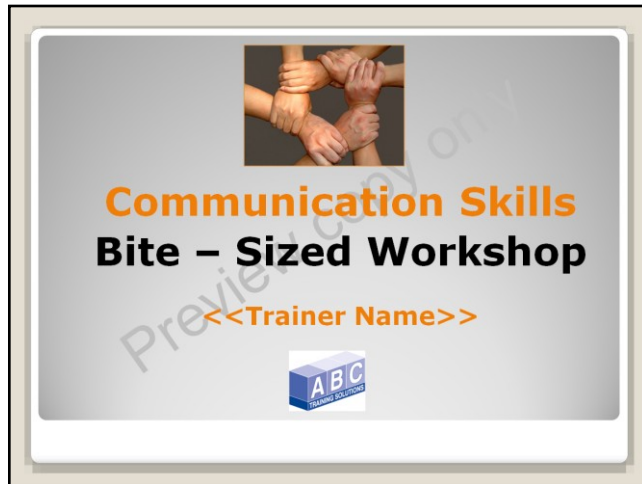 Communication Skills
Bite – Sized Workshop
<<Trainer Name>>
ABC
TRAINING SOLUTIONS
Preview copy only